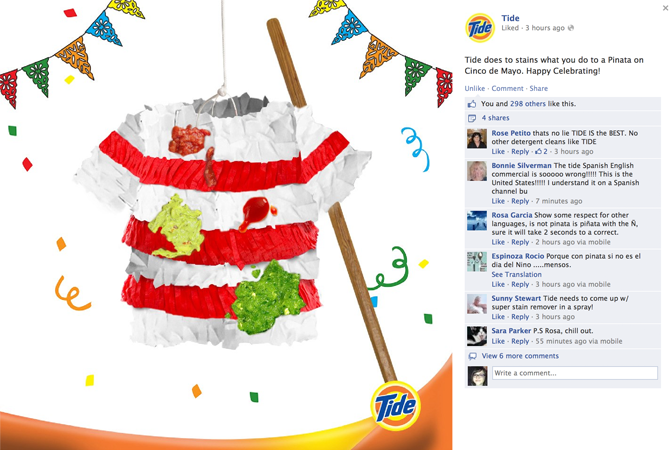 Tide
Tide
Liked · 3 hours ago
Tide
Tide does to stains what you do to a Pinata on
Cinco de Mayo. Happy Celebrating!
Unlike · Comment · Share
You and 298 others like this.
4 shares
Rose Petito thats no lie TIDE IS THE BEST. No
other detergent cleans like TIDE
Like · Reply · 2 · 3 hours ago
Bonnie Silverman The tide Spanish English
commercial is sooooo wrong!!!!! This is the
United States!!!!! I understand it on a Spanish
channel bu
Like · Reply · 7 minutes ago
Rosa Garcia Show some respect for other
languages, is not pinata is piñata with the Ñ,
sure it will take 2 seconds to a correct.
Like · Reply · 2 hours ago via mobile
Espinoza Rocio Porque con pinata si no es el
dia del Nino .....mensos.
See Translation
Like · Reply · 3 hours ago via mobile
Sunny Stewart Tide needs to come up w/
super stain remover in a spray!
Like · Reply · 3 hours ago
Sara Parker P.S Rosa, chill out.
Like · Reply · 55 minutes ago via mobile
View 6 more comments
Write a comment...